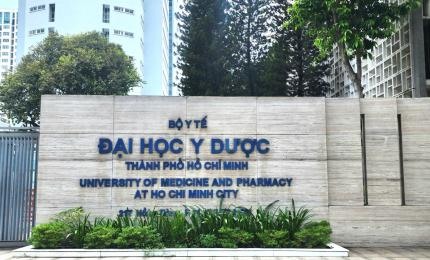 BỘ Y TẾ
ĐẠI HỌC Y DƯỢC
THÀNH PHỐ HỒ CHÍ MINH
UNIVERSITY OF MEDICINE AND PHARMACY
AT HO CHI MINH CITY